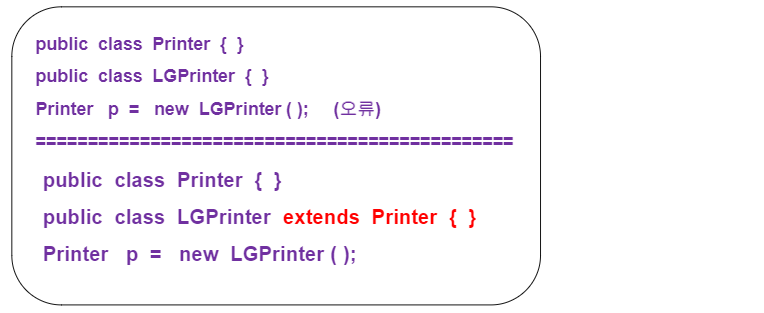 public class Printer { }
public class LGPrinter { }
Printer p = new LGPrinter ( ); (오류)
==============================================
public class Printer { }
public class LGPrinter extends Printer { }
Printer p = new LGPrinter ( );